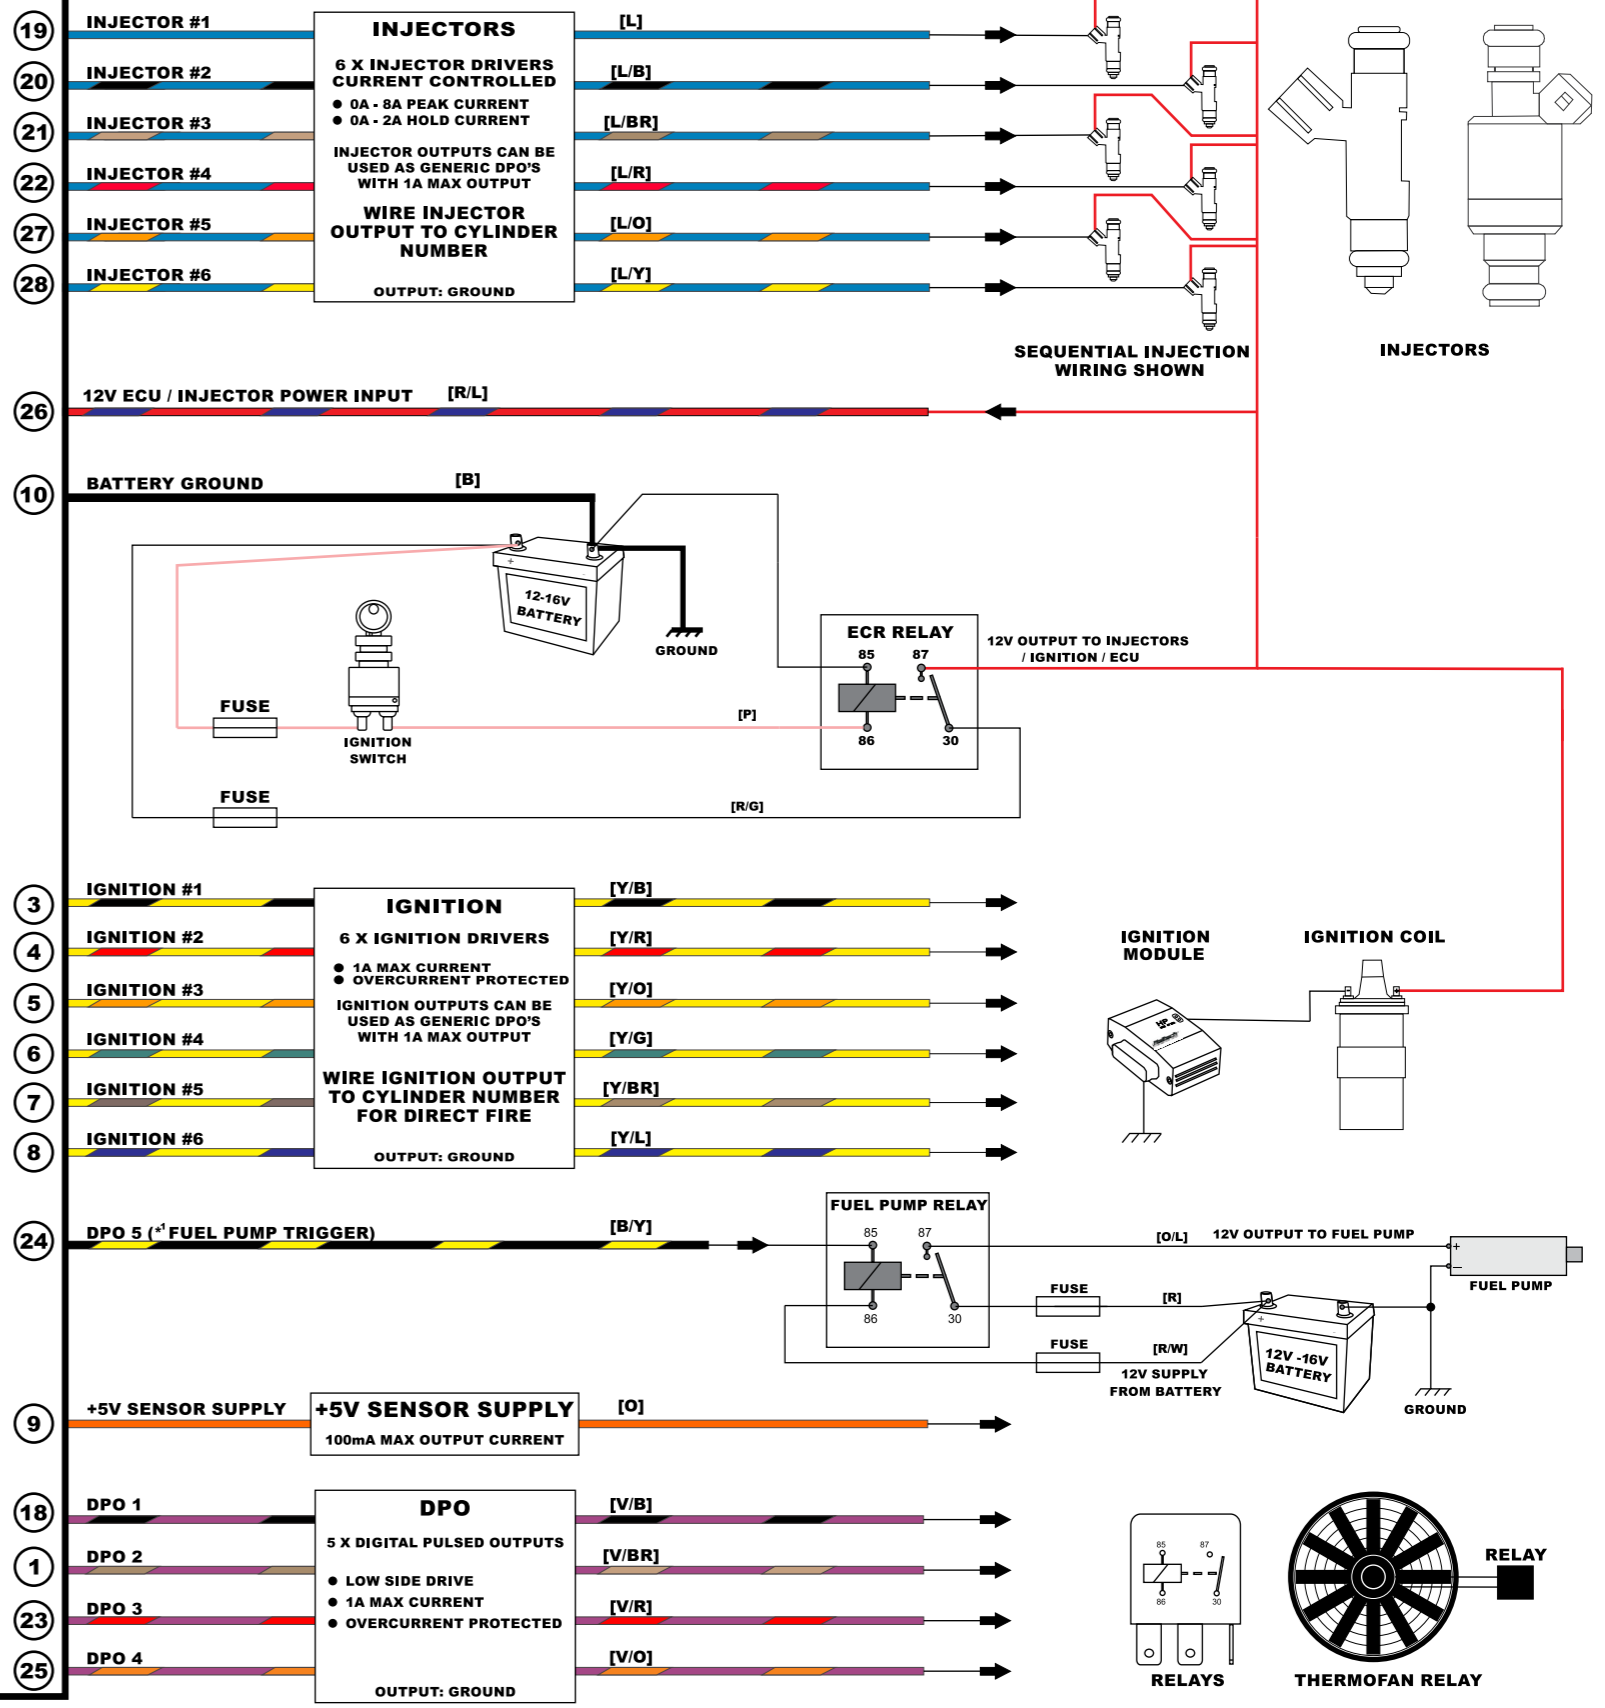 19 INJECTOR #1 [L]
20 INJECTOR #2 [L/B]
21 INJECTOR #3 [L/BR]
22 INJECTOR #4 [L/R]
27 INJECTOR #5 [L/O]
28 INJECTOR #6 [L/Y]
INJECTORS
6 X INJECTOR DRIVERS
CURRENT CONTROLLED
● 0A - 8A PEAK CURRENT
● 0A - 2A HOLD CURRENT
INJECTOR OUTPUTS CAN BE
USED AS GENERIC DPO'S
WITH 1A MAX OUTPUT
WIRE INJECTOR
OUTPUT TO CYLINDER
NUMBER
OUTPUT: GROUND
SEQUENTIAL INJECTION
WIRING SHOWN
INJECTORS
26 12V ECU / INJECTOR POWER INPUT [R/L]
10 BATTERY GROUND [B]
+
12-16V
BATTERY
GROUND
ECR RELAY
85 87
86 30
12V OUTPUT TO INJECTORS
/ IGNITION / ECU
FUSE
IGNITION
SWITCH
[P]
FUSE
[R/G]
3 IGNITION #1 [Y/B]
4 IGNITION #2 [Y/R]
5 IGNITION #3 [Y/O]
6 IGNITION #4 [Y/G]
7 IGNITION #5 [Y/BR]
8 IGNITION #6 [Y/L]
IGNITION
6 X IGNITION DRIVERS
● 1A MAX CURRENT
● OVERCURRENT PROTECTED
IGNITION OUTPUTS CAN BE
USED AS GENERIC DPO'S
WITH 1A MAX OUTPUT
WIRE IGNITION OUTPUT
TO CYLINDER NUMBER
FOR DIRECT FIRE
OUTPUT: GROUND
IGNITION
MODULE
HP
IGNITION COIL
24 DPO 5 (*1 FUEL PUMP TRIGGER) [B/Y]
FUEL PUMP RELAY
85 87
86 30
[O/L] 12V OUTPUT TO FUEL PUMP
+
−
FUEL PUMP
FUSE [R]
FUSE [R/W]
12V SUPPLY
FROM BATTERY
+
12V -16V
BATTERY
GROUND
9 +5V SENSOR SUPPLY [O]
+5V SENSOR SUPPLY
100mA MAX OUTPUT CURRENT
18 DPO 1 [V/B]
1 DPO 2 [V/BR]
23 DPO 3 [V/R]
25 DPO 4 [V/O]
DPO
5 X DIGITAL PULSED OUTPUTS
● LOW SIDE DRIVE
● 1A MAX CURRENT
● OVERCURRENT PROTECTED
OUTPUT: GROUND
85 87
86 30
RELAYS
RELAY
THERMOFAN RELAY